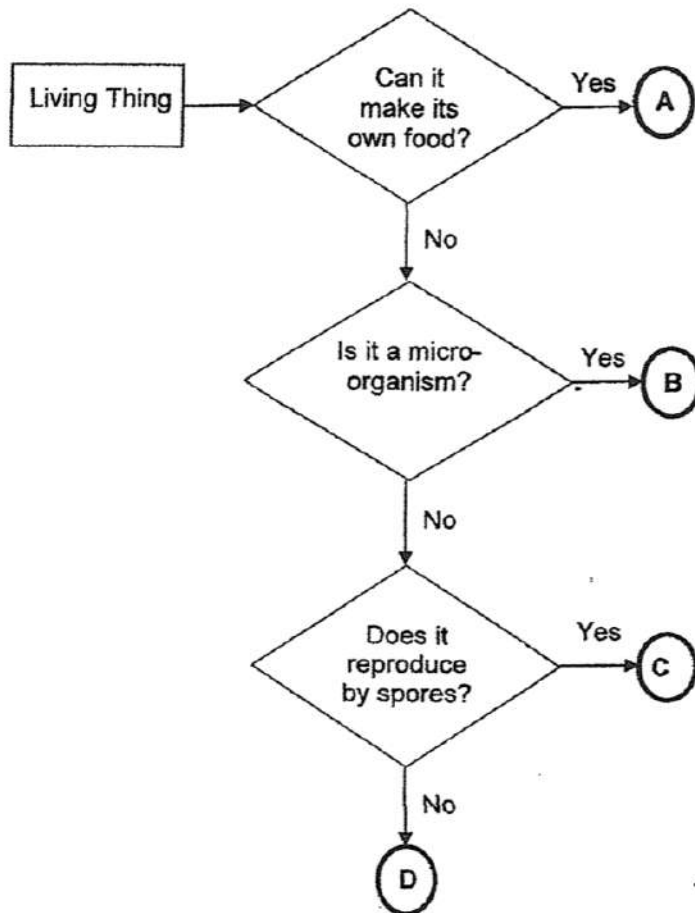 Living Thing
Can it
make its
own food?
Yes
A
No
Is it a micro-
organism?
Yes
B
No
Does it
reproduce
by spores?
Yes
C
No
D